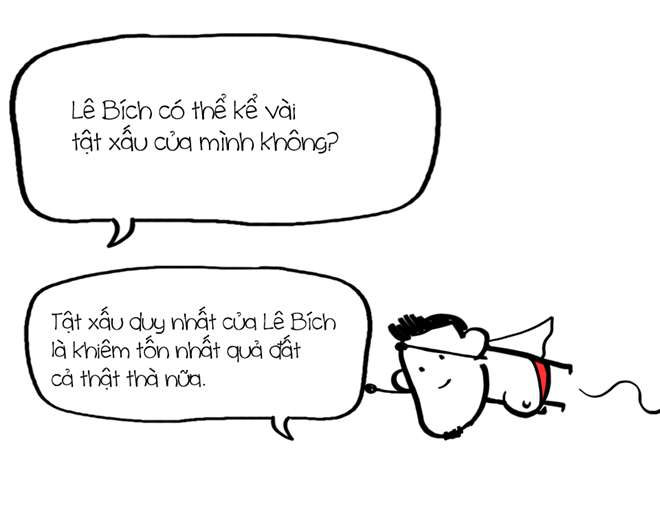 Lê Bích có thể kể vài
tật xấu của mình không?
Tật xấu duy nhất của Lê Bích
là khiêm tốn nhất quả đất
cả thật thà nữa.